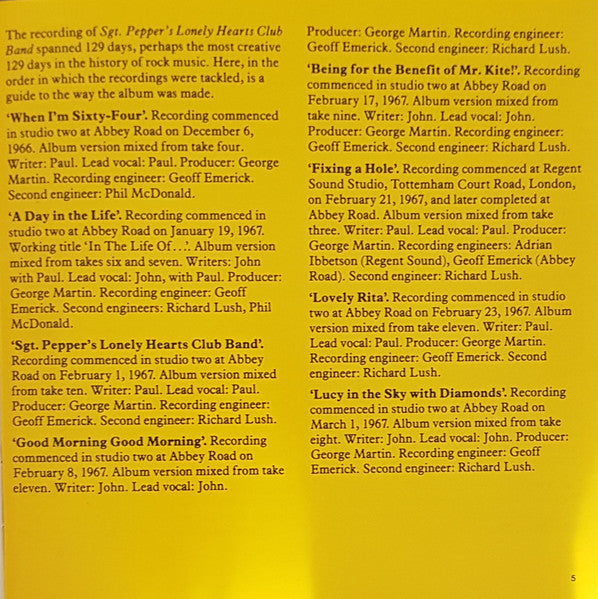 The recording of Sgt. Pepper's Lonely Hearts Club
Band spanned 129 days, perhaps the most creative
129 days in the history of rock music. Here, in the
order in which the recordings were tackled, is a
guide to the way the album was made.
'When I'm Sixty-Four'. Recording commenced
in studio two at Abbey Road on December 6,
1966. Album version mixed from take four.
Writer: Paul. Lead vocal: Paul. Producer: George
Martin. Recording engineer: Geoff Emerick.
Second engineer: Phil McDonald.
'A Day in the Life'. Recording commenced in
studio two at Abbey Road on January 19, 1967.
Working title 'In The Life Of...'. Album version
mixed from takes six and seven. Writers: John
with Paul. Lead vocal: John, with Paul. Producer:
George Martin. Recording engineer: Geoff
Emerick. Second engineers: Richard Lush, Phil
McDonald.
'Sgt. Pepper's Lonely Hearts Club Band'.
Recording commenced in studio two at Abbey
Road on February 1, 1967. Album version mixed
from take ten. Writer: Paul. Lead vocal: Paul.
Producer: George Martin. Recording engineer:
Geoff Emerick. Second engineer: Richard Lush.
'Good Morning Good Morning'. Recording
commenced in studio two at Abbey Road on
February 8, 1967. Album version mixed from take
eleven. Writer: John. Lead vocal: John.
Producer: George Martin. Recording engineer:
Geoff Emerick. Second engineer: Richard Lush.
'Being for the Benefit of Mr. Kite!'. Recording
commenced in studio two at Abbey Road on
February 17, 1967. Album version mixed from
take nine. Writer: John. Lead vocal: John.
Producer: George Martin. Recording engineer:
Geoff Emerick. Second engineer: Richard Lush.
'Fixing a Hole'. Recording commenced at Regent
Sound Studio, Tottemham Court Road, London,
on February 21, 1967, and later completed at
Abbey Road. Album version mixed from take
three. Writer: Paul. Lead vocal: Paul. Producer:
George Martin. Recording engineers: Adrian
Ibbetson (Regent Sound), Geoff Emerick (Abbey
Road). Second engineer: Richard Lush.
'Lovely Rita'. Recording commenced in studio
two at Abbey Road on February 23, 1967. Album
version mixed from take eleven. Writer: Paul.
Lead vocal: Paul. Producer: George Martin.
Recording engineer: Geoff Emerick. Second
engineer: Richard Lush.
'Lucy in the Sky with Diamonds'. Recording
commenced in studio two at Abbey Road on
March 1, 1967. Album version mixed from take
eight. Writer: John. Lead vocal: John. Producer:
George Martin. Recording engineer: Geoff
Emerick. Second engineer: Richard Lush.
5